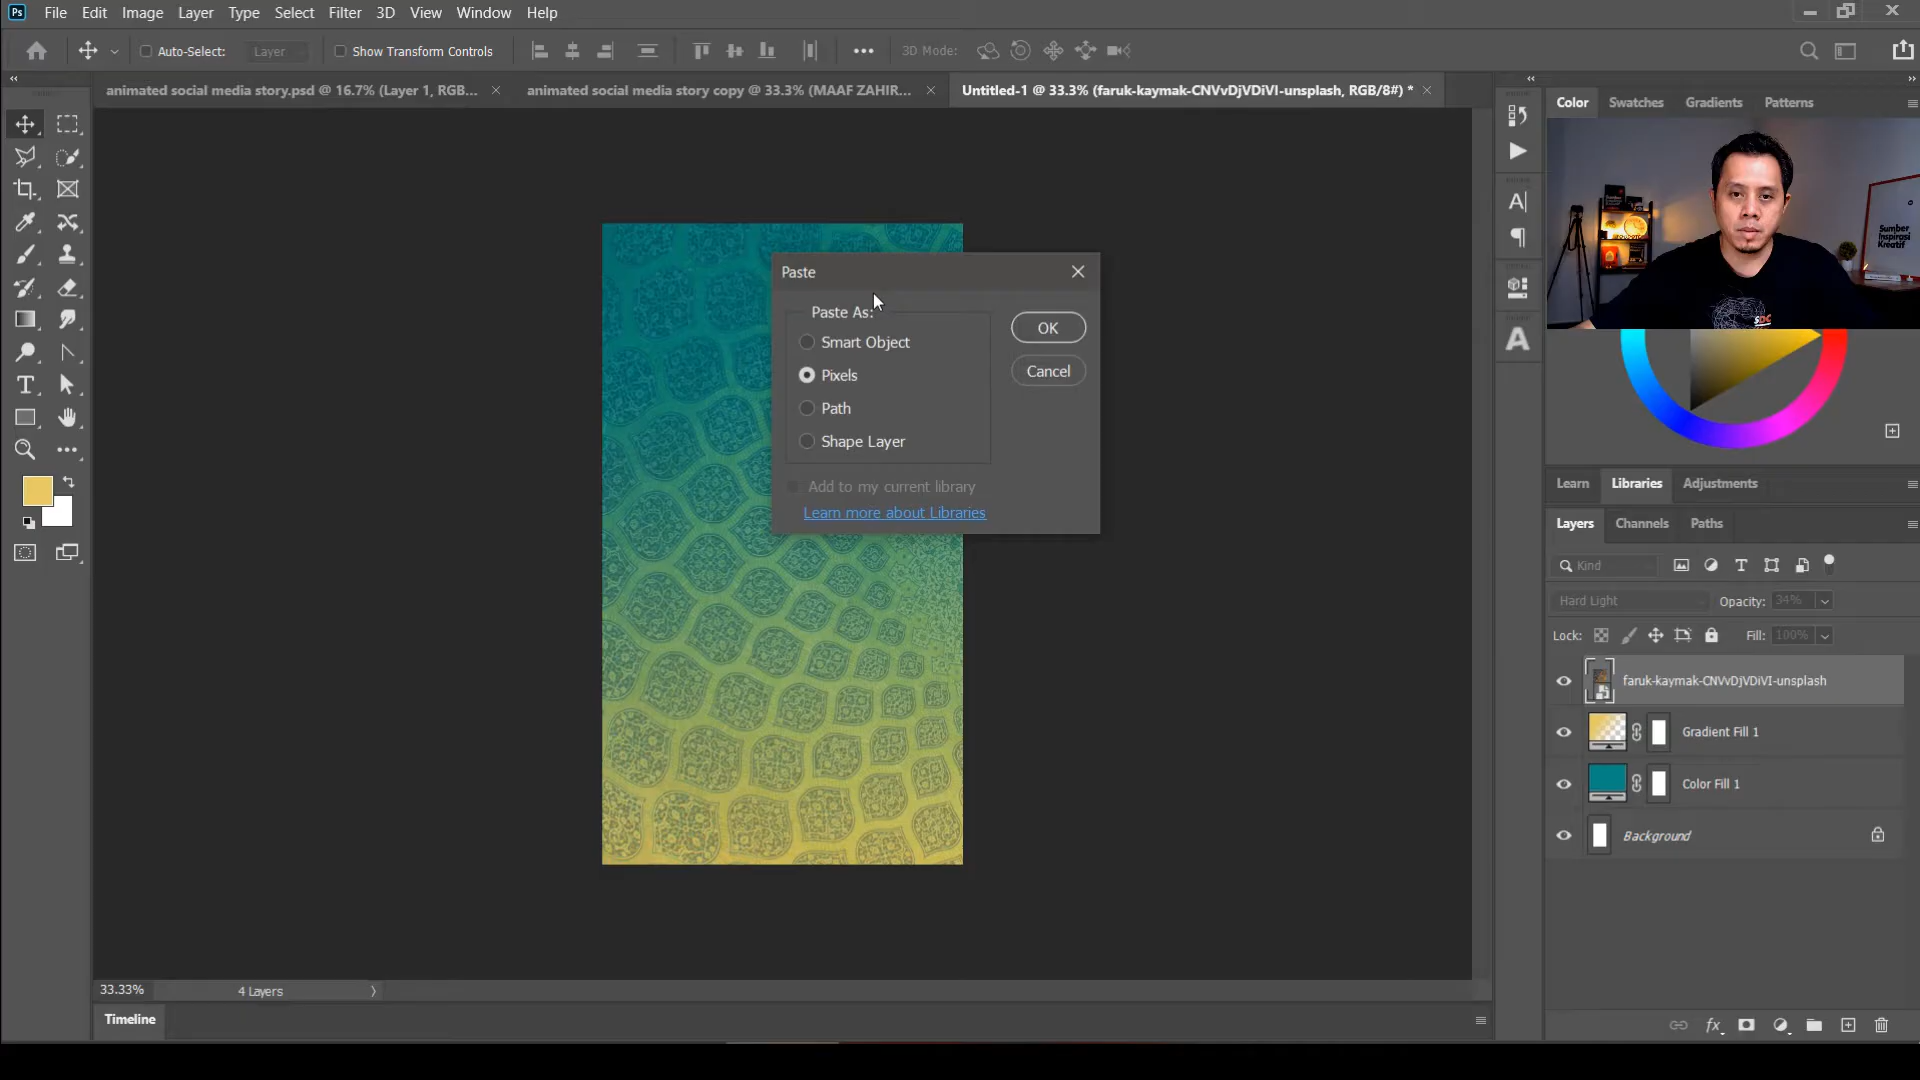 Ps File Edit Image Layer Type Select Filter 3D View Window Help
Auto-Select: Layer Show Transform Controls 3D Mode:
animated social media story.psd @ 16.7% (Layer 1, RGB... animated social media story copy @ 33.3% (MAAF ZAHIR... Untitled-1 @ 33.3% (faruk-kaymak-CNVvDjVDiVI-unsplash, RGB/8#) *
Color Swatches Gradients Patterns
Sumber
Inspirasi
Kreatif
SDC
Paste
Paste As:
Smart Object
Pixels
Path
Shape Layer
OK
Cancel
Add to my current library
Learn more about Libraries
Learn Libraries Adjustments
Layers Channels Paths
Kind
Hard Light Opacity: 34%
Lock: Fill: 100%
faruk-kaymak-CNVvDjVDiVI-unsplash
Gradient Fill 1
Color Fill 1
Background
33.33% 4 Layers
Timeline